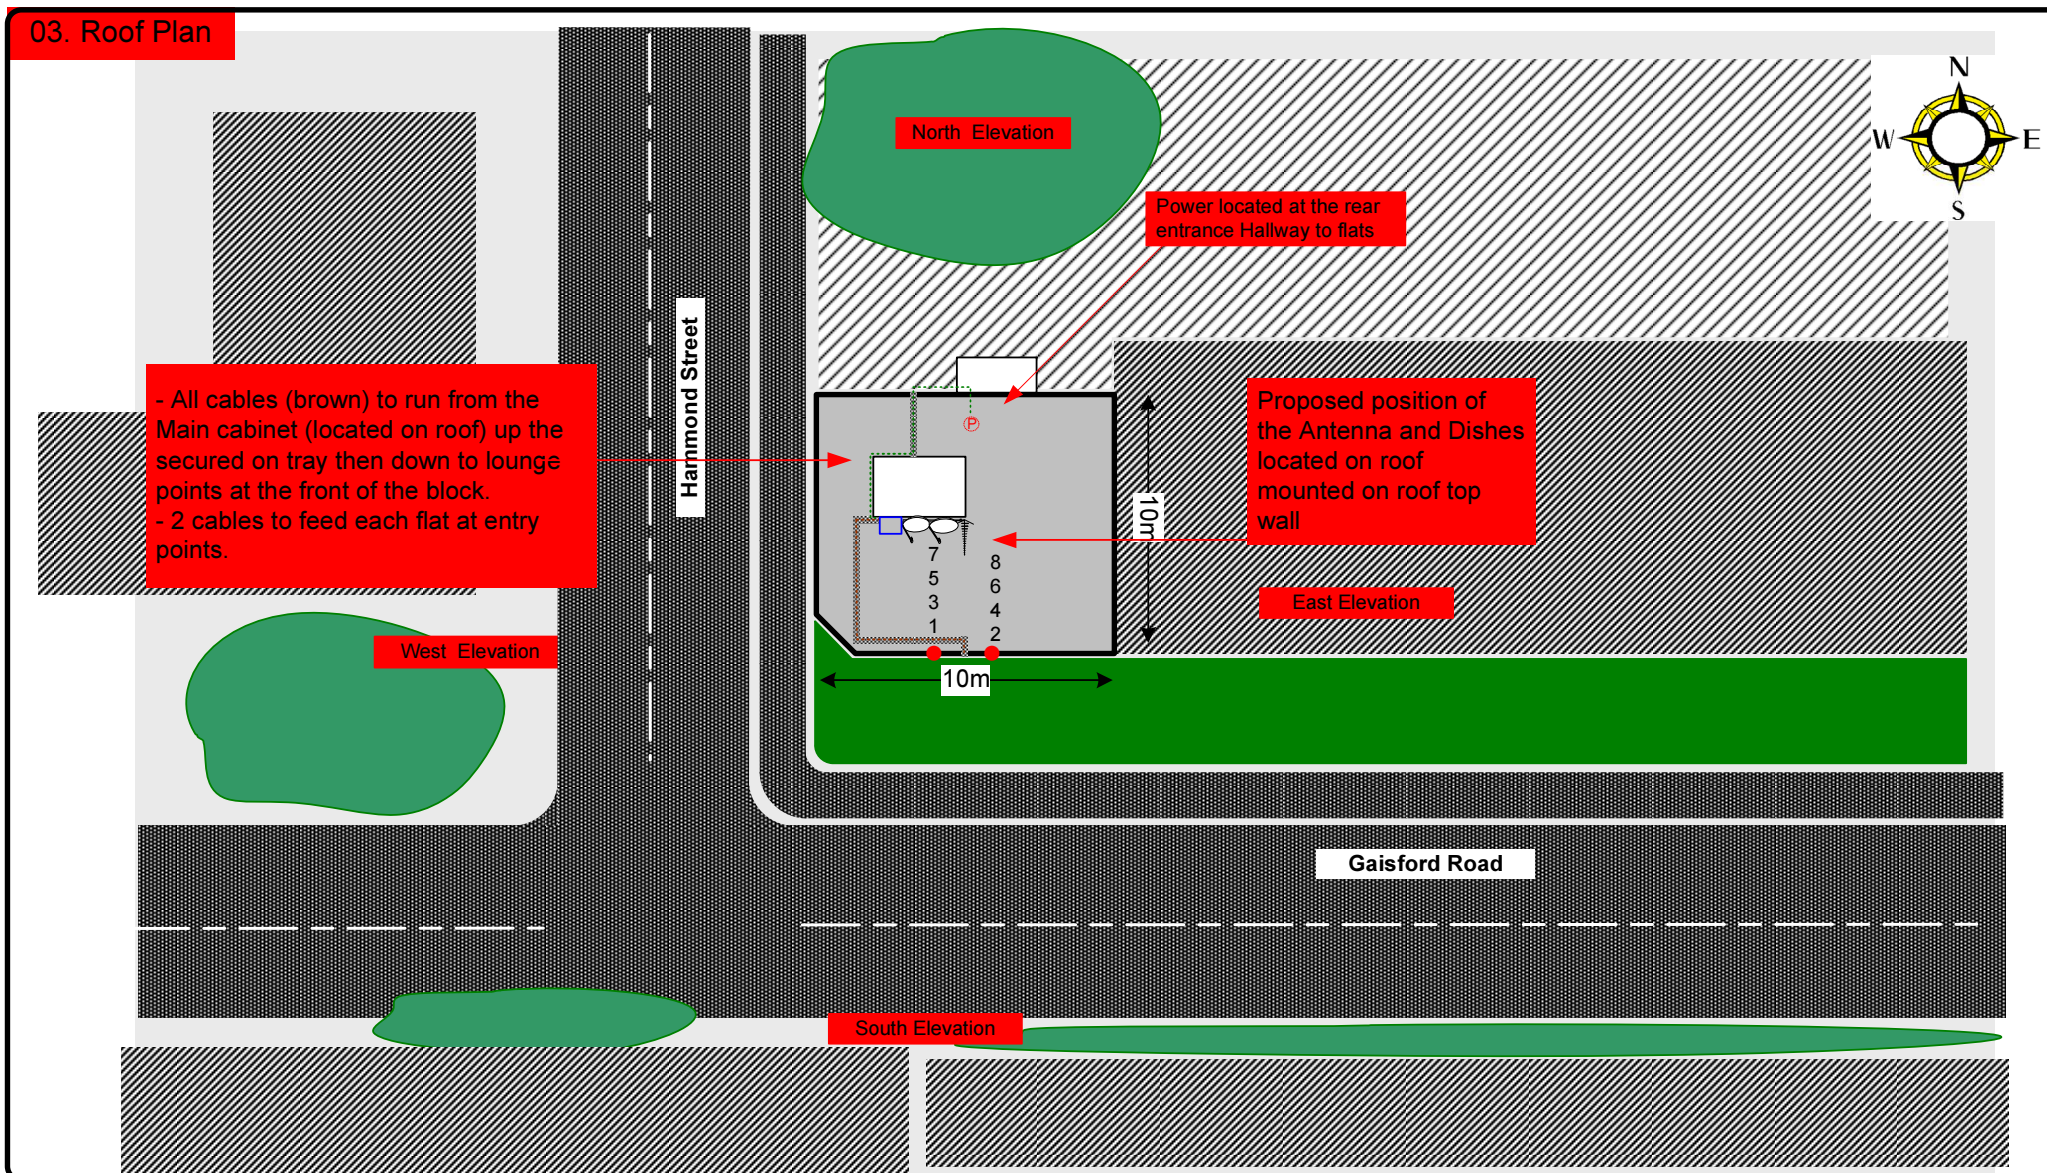 03. Roof Plan
N
W
E
S
North  Elevation
Power located at the rear
entrance Hallway to flats
Hammond Street
- All cables (brown) to run from the
Main cabinet (located on roof) up the
secured on tray then down to lounge
points at the front of the block.
- 2 cables to feed each flat at entry
points.
P
Proposed position of
the Antenna and Dishes
located on roof
mounted on roof top
wall
10m
7
5
3
1
8
6
4
2
East Elevation
West  Elevation
10m
Gaisford Road
South Elevation